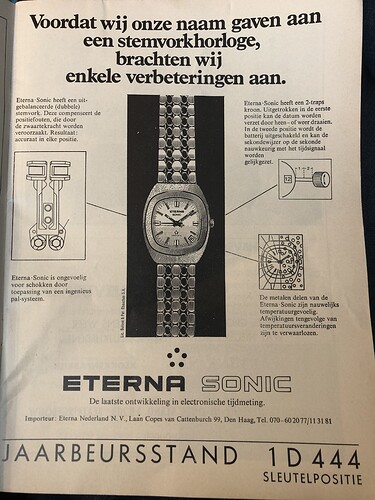 Voordat wij onze naam gaven aan
een stemvorkhorloge,
brachten wij
enkele verbeteringen aan.
Eterna·Sonic heeft een uit-
gebalanceerde (dubbele)
stemvork. Deze compenseert de
positiefouten, die door
de zwaartekracht worden
veroorzaakt. Resultaat:
accuraat in elke positie.
Eterna·Sonic heeft een 2-traps
kroon. Uitgetrokken in de eerste
positie kan de datum worden
verzet door heen-of weer draaien.
In de tweede positie wordt de
batterij uitgeschakeld en kan de
sekondewijzer op de sekonde
nauwkeurig met het tijdsignaal
worden
gelijkgezet.
1 2
12
ETERNA
SONIC
Eterna·Sonic is ongevoelig
voor schokken door
toepassing van een ingenieus
pal-systeem.
De metalen delen van de
Eterna·Sonic zijn nauwelijks
temperatuurgevoelig.
Afwijkingen tengevolge van
temperatuursveranderingen
zijn te verwaarlozen.
ETERNA SONIC
De laatste ontwikkeling in electronische tijdmeting.
Importeur: Eterna Nederland N.V., Laan Copes van Cattenburch 99, Den Haag, Tel. 070-60 20 77/11 31 81
JAARBEURSSTAND 1D444
SLEUTELPOSITIE